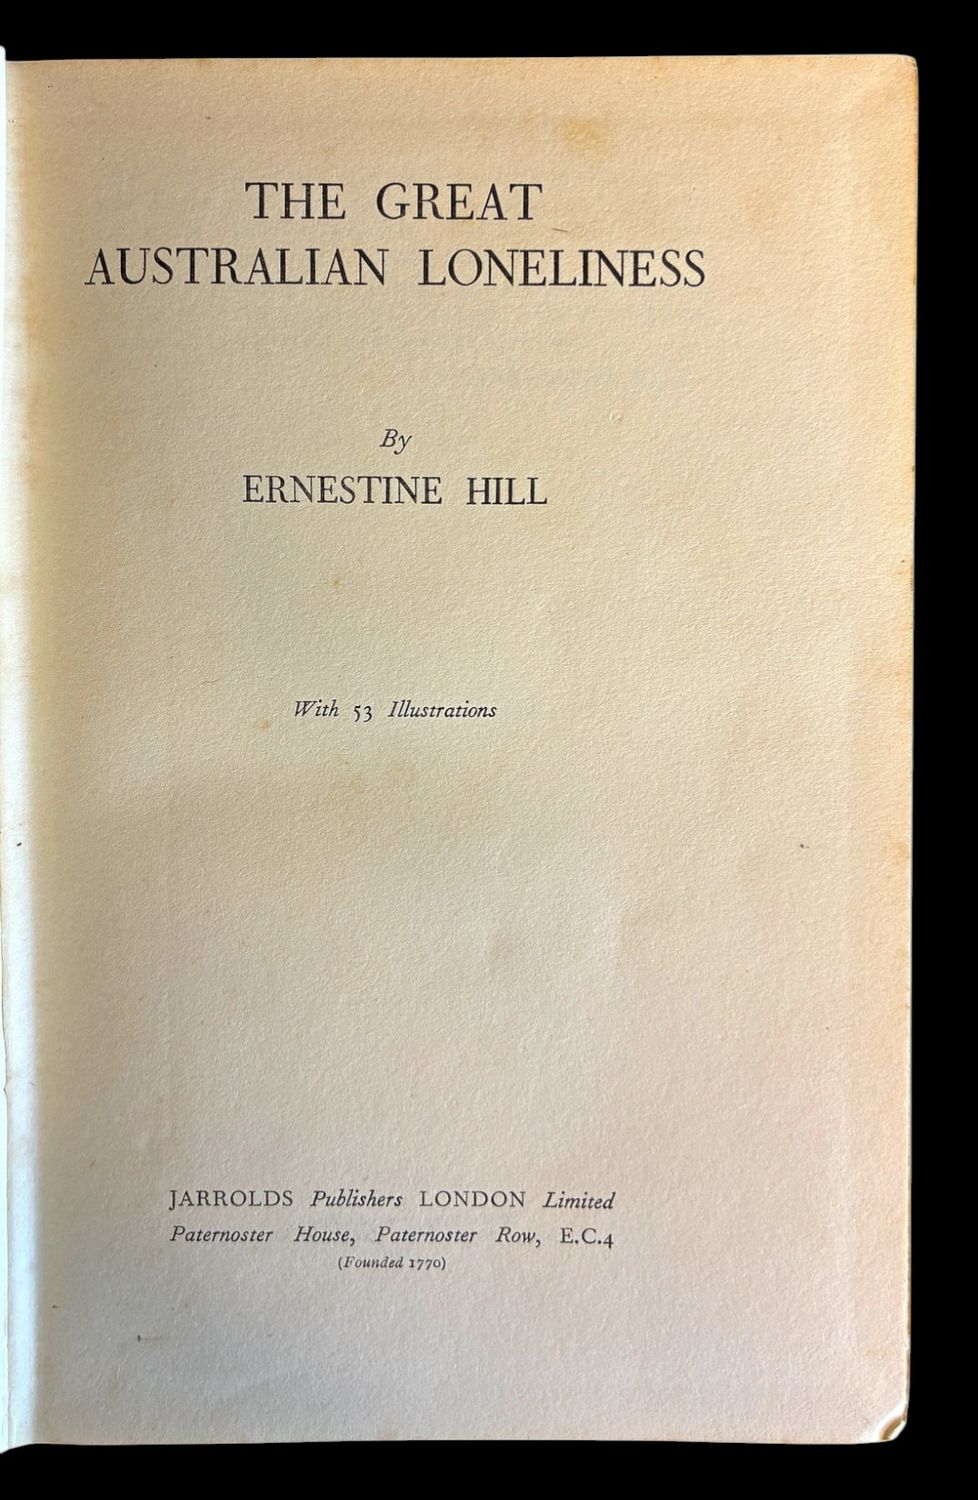 THE GREAT
AUSTRALIAN LONELINESS
By
ERNESTINE HILL
With 53 Illustrations
JARROLDS Publishers LONDON Limited
Paternoster House, Paternoster Row, E.C.4
(Founded 1770)